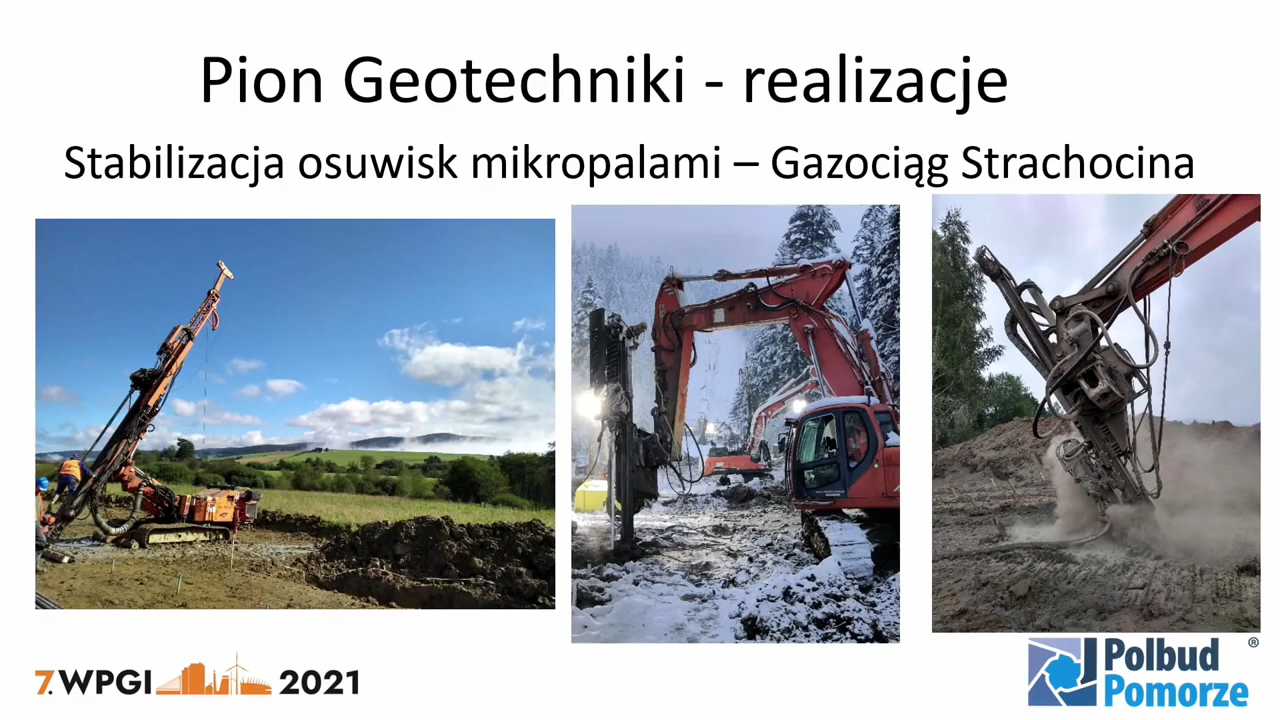 Pion Geotechniki - realizacje
Stabilizacja osuwisk mikropalami – Gazociąg Strachocina
7. WPGI 2021
Polbud ®
Pomorze